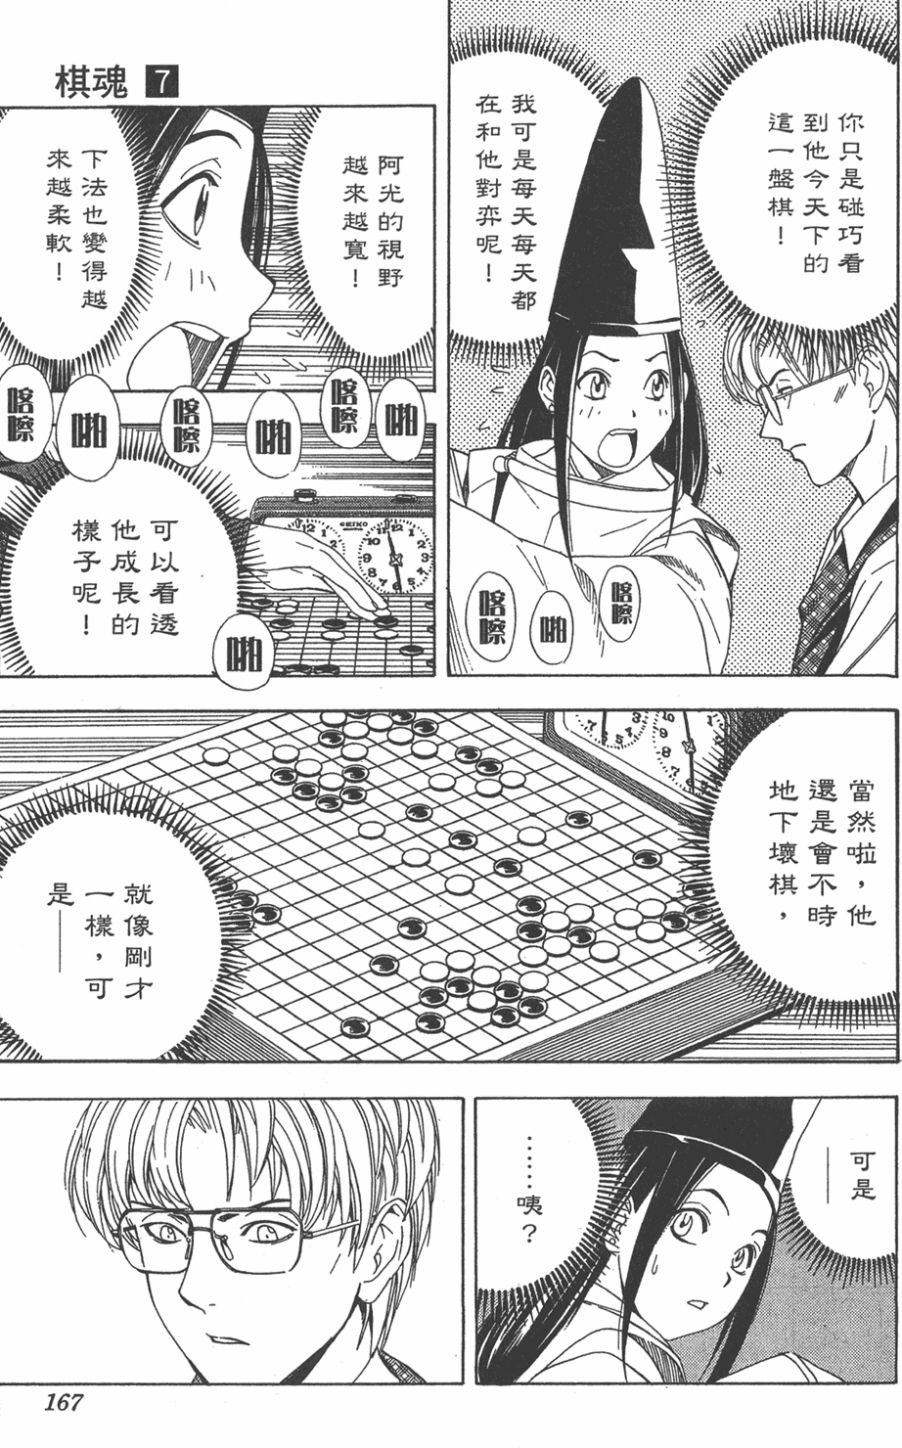 棋魂 7
你只是碰巧看
到他今天下的
這一盤棋！
我可是每天每天都
在和他對弈呢！
喀嚓
啪
喀嚓
阿光的視野
越來越寬！
下法也變得越
來越柔軟！
啪
喀嚓
啪
喀嚓
啪
喀嚓
SEIKO
可以看透
他成長的
樣子呢！
啪
當然啦，他
還是會不時
地下壞棋，
就像剛才
一樣，可
是──
可是
──
……咦？
167